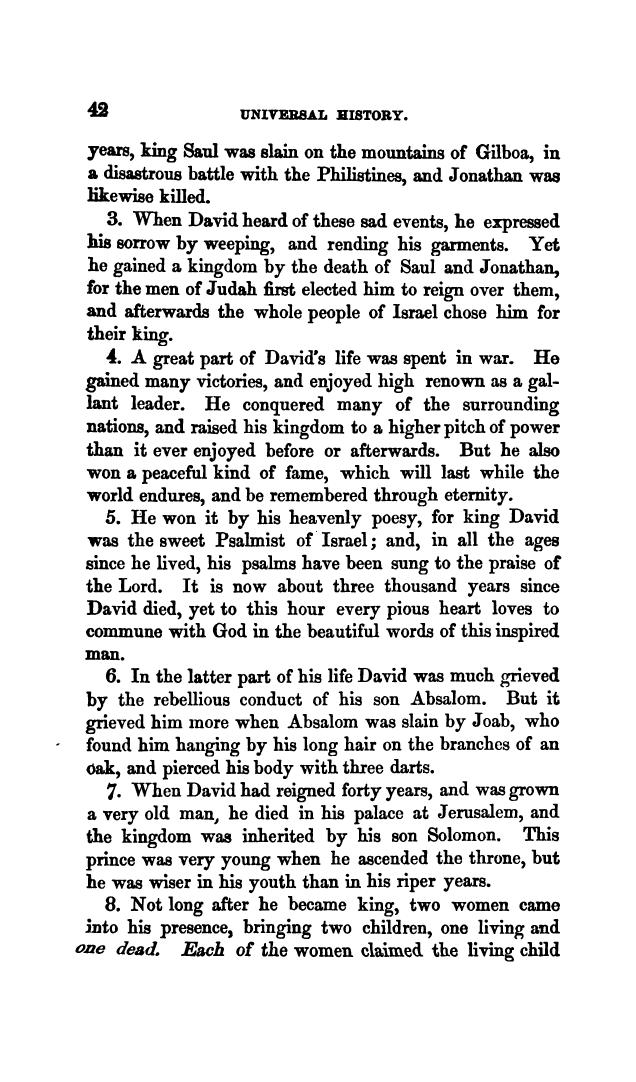 42 UNIVERSAL HISTORY.
years, king Saul was slain on the mountains of Gilboa, in
a disastrous battle with the Philistines, and Jonathan was
likewise killed.
3. When David heard of these sad events, he expressed
his sorrow by weeping, and rending his garments. Yet
he gained a kingdom by the death of Saul and Jonathan,
for the men of Judah first elected him to reign over them,
and afterwards the whole people of Israel chose him for
their king.
4. A great part of David's life was spent in war. He
gained many victories, and enjoyed high renown as a gal-
lant leader. He conquered many of the surrounding
nations, and raised his kingdom to a higher pitch of power
than it ever enjoyed before or afterwards. But he also
won a peaceful kind of fame, which will last while the
world endures, and be remembered through eternity.
5. He won it by his heavenly poesy, for king David
was the sweet Psalmist of Israel; and, in all the ages
since he lived, his psalms have been sung to the praise of
the Lord. It is now about three thousand years since
David died, yet to this hour every pious heart loves to
commune with God in the beautiful words of this inspired
man.
6. In the latter part of his life David was much grieved
by the rebellious conduct of his son Absalom. But it
grieved him more when Absalom was slain by Joab, who
found him hanging by his long hair on the branches of an
oak, and pierced his body with three darts.
7. When David had reigned forty years, and was grown
a very old man, he died in his palace at Jerusalem, and
the kingdom was inherited by his son Solomon. This
prince was very young when he ascended the throne, but
he was wiser in his youth than in his riper years.
8. Not long after he became king, two women came
into his presence, bringing two children, one living and
one dead. Each of the women claimed the living child